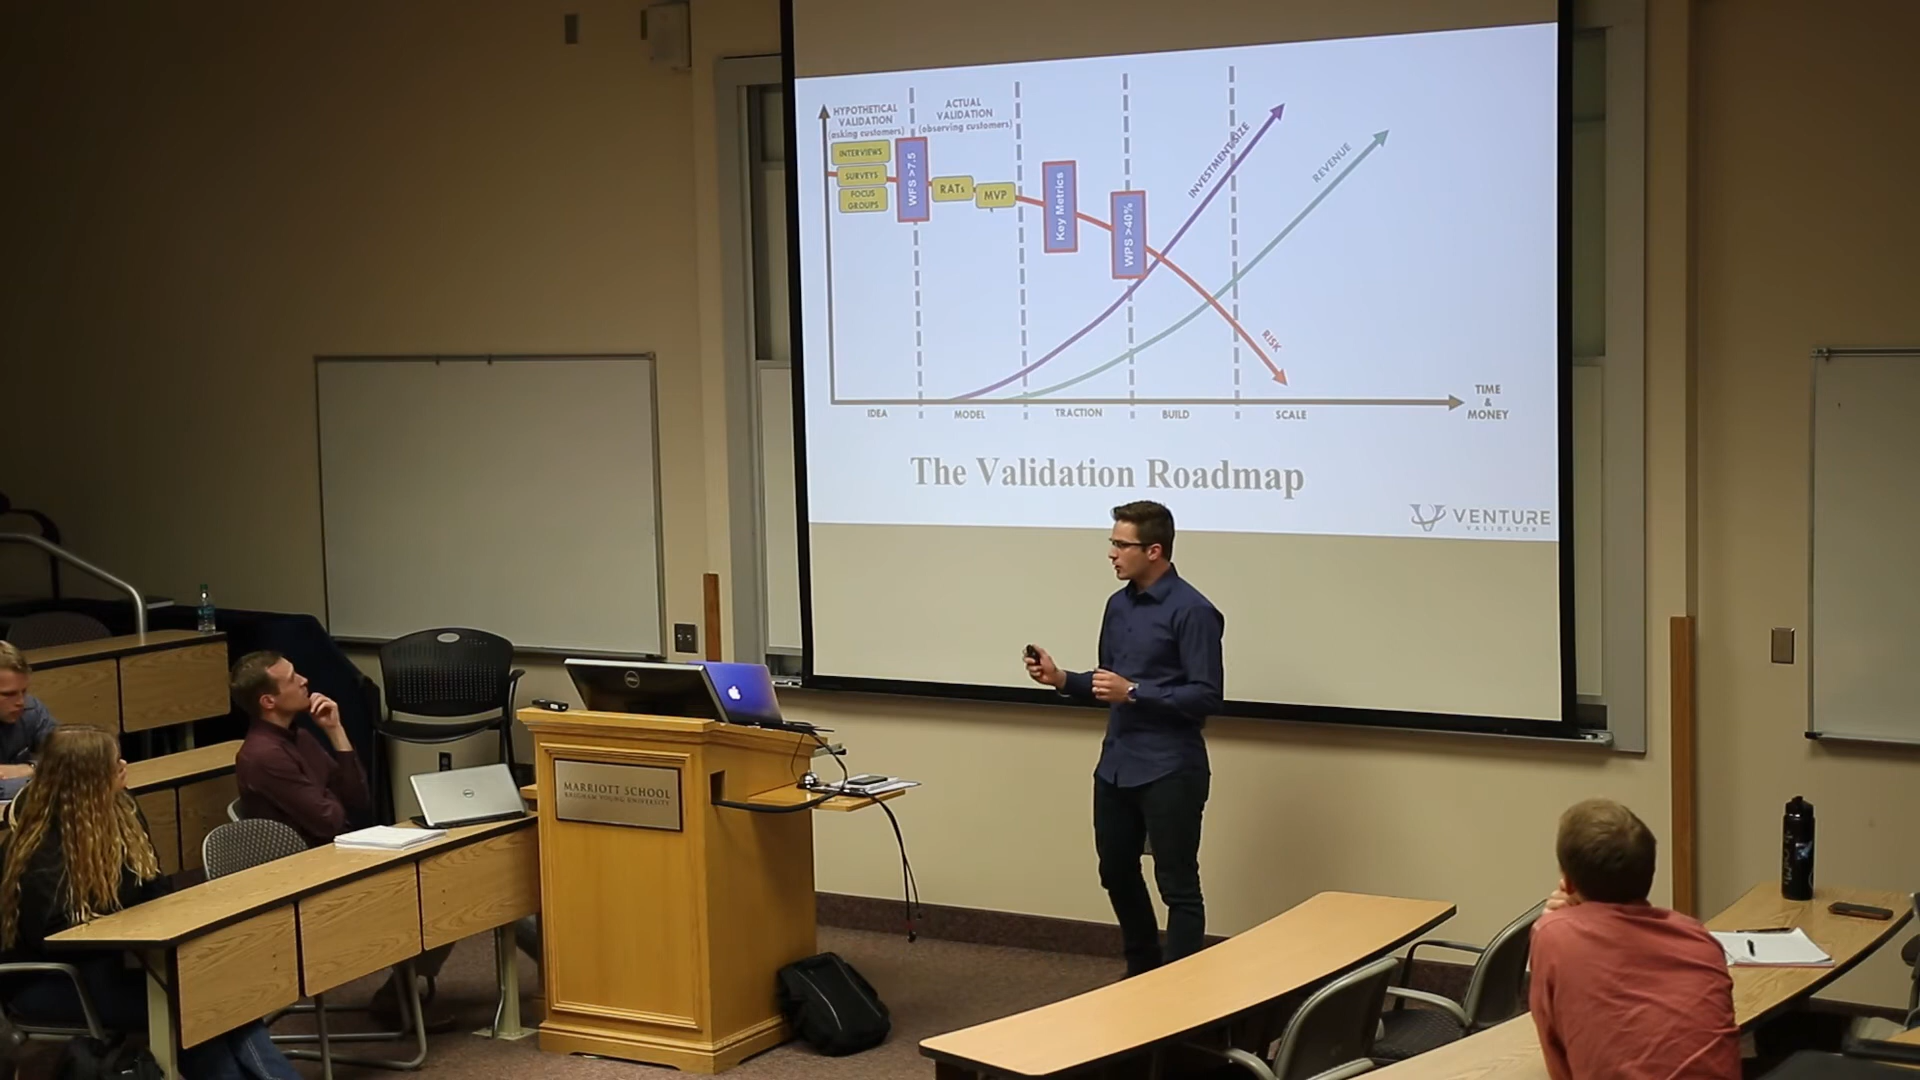 HYPOTHETICAL
VALIDATION
(asking customers)
ACTUAL
VALIDATION
(observing customers)
INTERVIEWS
SURVEYS
FOCUS
GROUPS
WFS >7.5
RATs
MVP
Key Metrics
WPS >40%
INVESTMENT SIZE
REVENUE
RISK
IDEA
MODEL
TRACTION
BUILD
SCALE
TIME
&
MONEY
The Validation Roadmap
VENTURE
VALIDATOR
DELL
MARRIOTT SCHOOL
BRIGHAM YOUNG UNIVERSITY
DELL